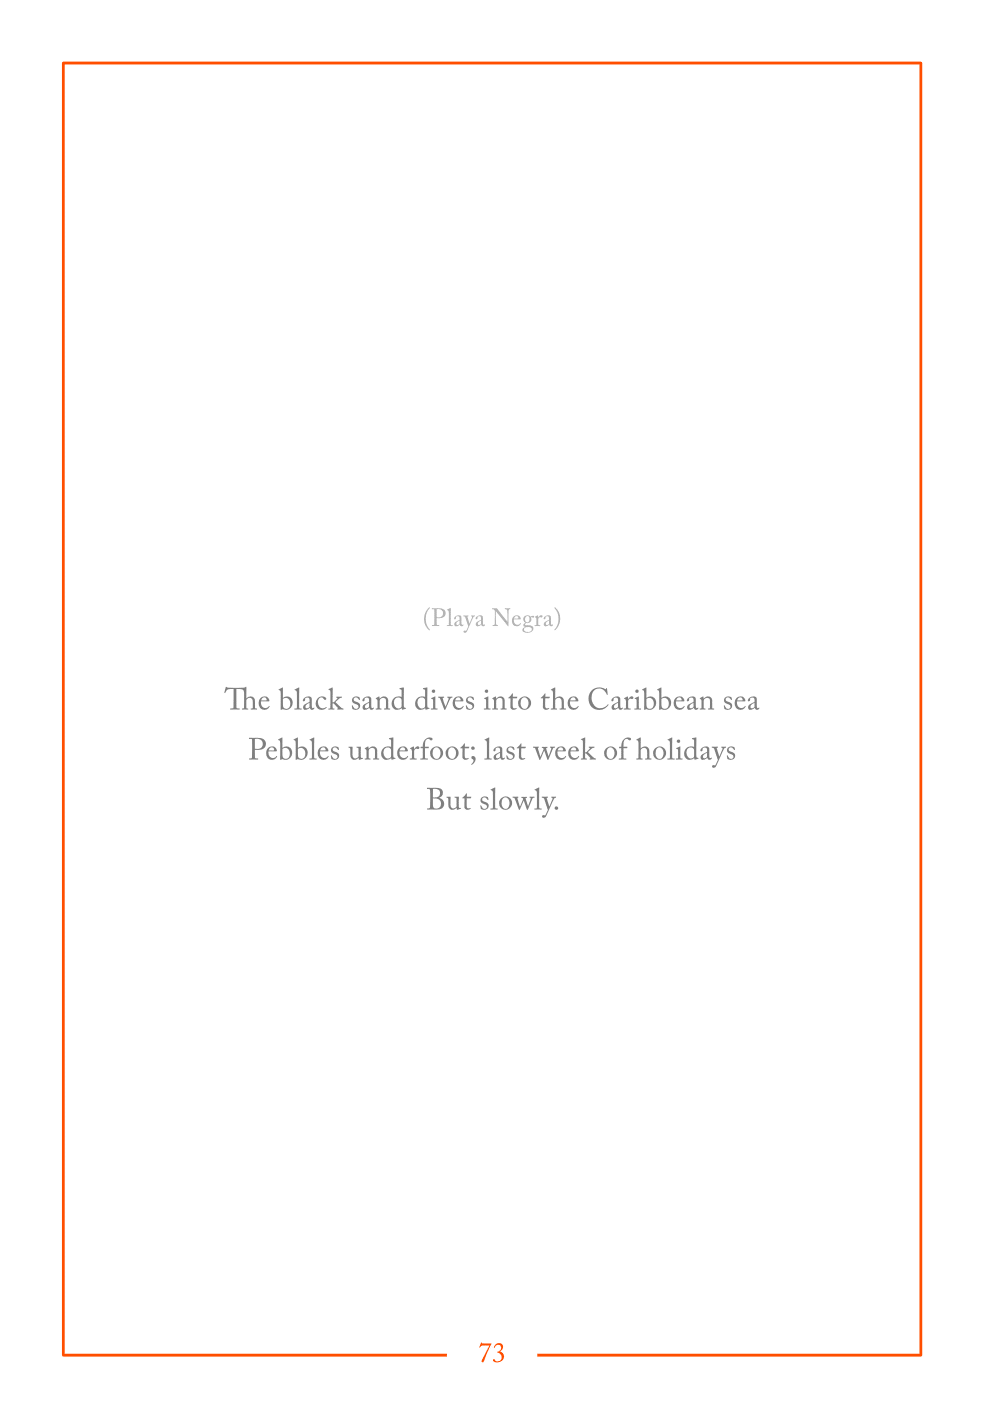 (Playa Negra)
The black sand dives into the Caribbean sea
Pebbles underfoot; last week of holidays
But slowly.
73